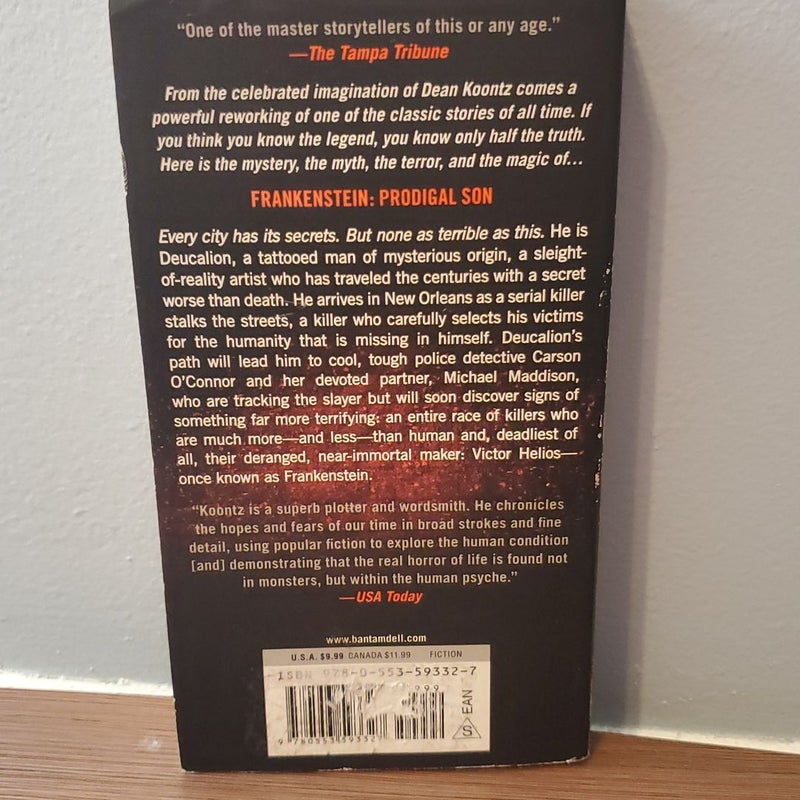 “One of the master storytellers of this or any age.”
—The Tampa Tribune
From the celebrated imagination of Dean Koontz comes a
powerful reworking of one of the classic stories of all time. If
you think you know the legend, you know only half the truth.
Here is the mystery, the myth, the terror, and the magic of...
FRANKENSTEIN: PRODIGAL SON
Every city has its secrets. But none as terrible as this. He is
Deucalion, a tattooed man of mysterious origin, a sleight-
of-reality artist who has traveled the centuries with a secret
worse than death. He arrives in New Orleans as a serial killer
stalks the streets, a killer who carefully selects his victims
for the humanity that is missing in himself. Deucalion’s
path will lead him to cool, tough police detective Carson
O’Connor and her devoted partner, Michael Maddison,
who are tracking the slayer but will soon discover signs of
something far more terrifying: an entire race of killers who
are much more—and less—than human and, deadliest of
all, their deranged, near-immortal maker: Victor Helios—
once known as Frankenstein.
“Koontz is a superb plotter and wordsmith. He chronicles
the hopes and fears of our time in broad strokes and fine
detail, using popular fiction to explore the human condition
[and] demonstrating that the real horror of life is found not
in monsters, but within the human psyche.”
—USA Today
www.bantamdell.com
U.S.A. $9.99 CANADA $11.99 FICTION
ISBN 978-0-553-59332-7
S EAN